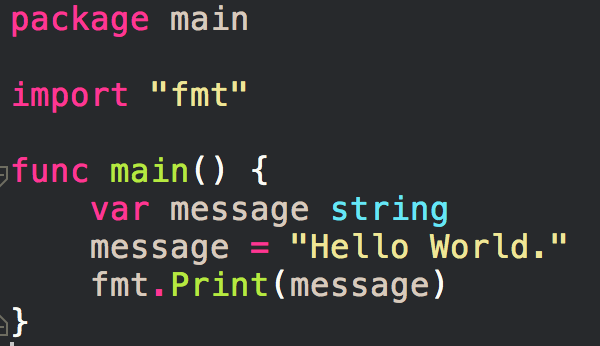 package main
import "fmt"
func main() {
    var message string
    message = "Hello World."
    fmt.Print(message)
}